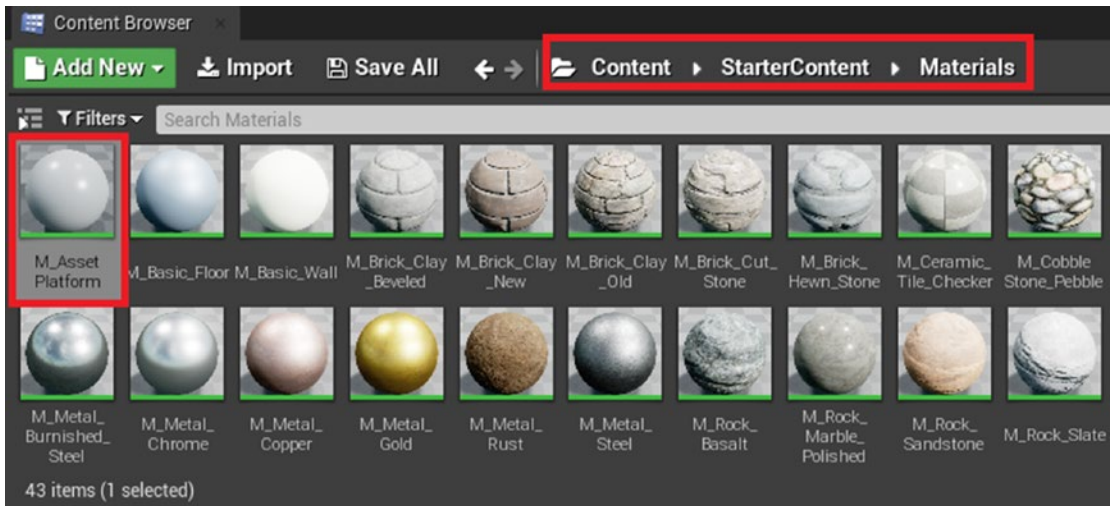 Content Browser
Add New Import Save All Content StarterContent Materials
Filters Search Materials
M_Asset
Platform
M_Basic_Floor
M_Basic_Wall
M_Brick_Clay
_Beveled
M_Brick_Clay
_New
M_Brick_Clay
_Old
M_Brick_Cut_
Stone
M_Brick_
Hewn_Stone
M_Ceramic_
Tile_Checker
M_Cobble
Stone_Pebble
M_Metal_
Burnished_
Steel
M_Metal_
Chrome
M_Metal_
Copper
M_Metal_
Gold
M_Metal_
Rust
M_Metal_
Steel
M_Rock_
Basalt
M_Rock_
Marble_
Polished
M_Rock_
Sandstone
M_Rock_Slate
43 items (1 selected)